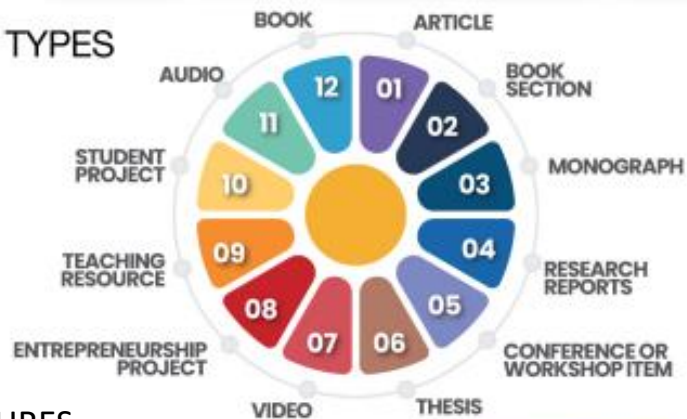 TYPES
BOOK
ARTICLE
AUDIO
BOOK
SECTION
STUDENT
PROJECT
MONOGRAPH
TEACHING
RESOURCE
RESEARCH
REPORTS
ENTREPRENEURSHIP
PROJECT
CONFERENCE OR
WORKSHOP ITEM
VIDEO
THESIS
12
01
11
02
10
03
09
04
08
05
07
06